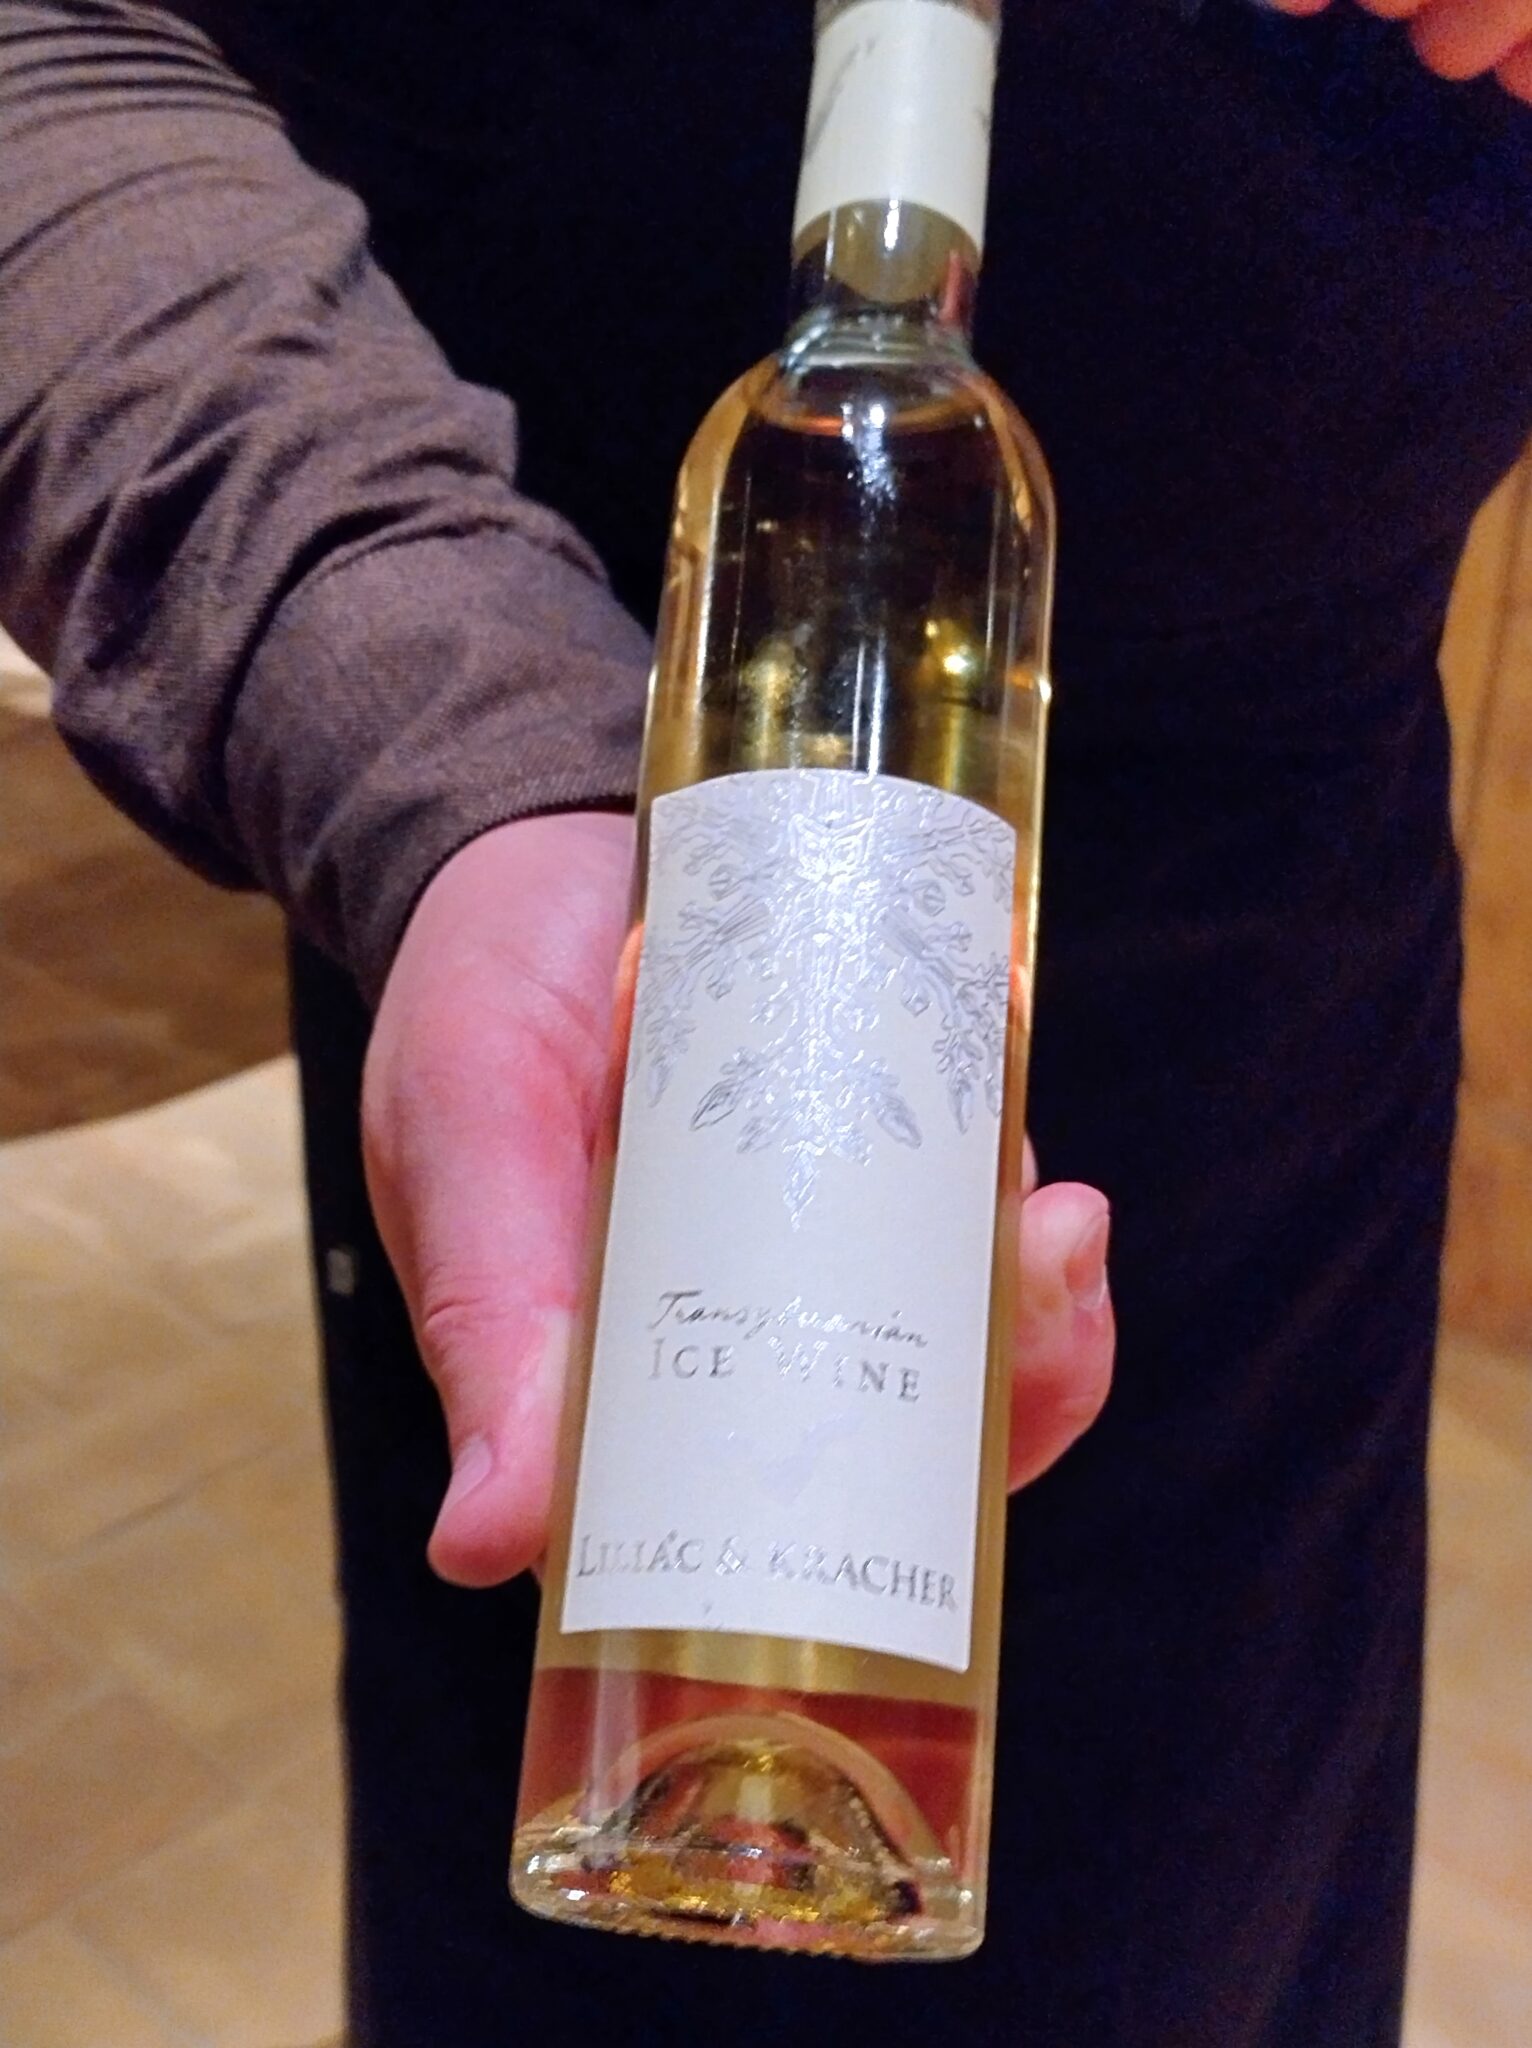 Transylvanian
ICE WINE
LILIAC & KRACHER